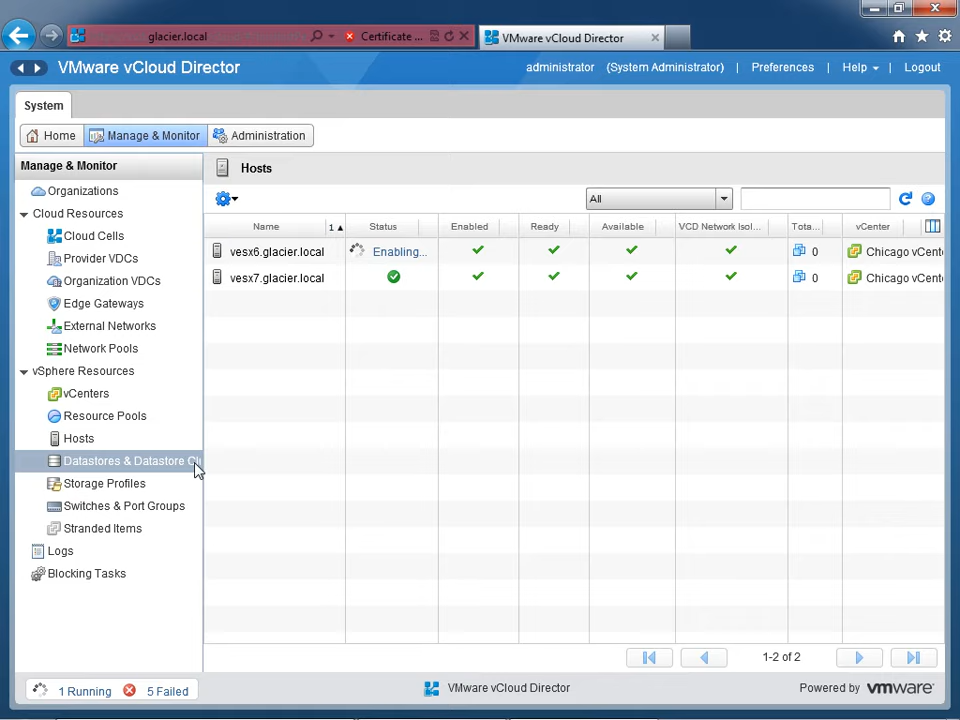 glacier.local
Certificate ...
VMware vCloud Director
VMware vCloud Director
administrator (System Administrator) | Preferences | Help | Logout
System
Home
Manage & Monitor
Administration
Manage & Monitor
Hosts
Organizations
Cloud Resources
Cloud Cells
Provider VDCs
Organization VDCs
Edge Gateways
External Networks
Network Pools
vSphere Resources
vCenters
Resource Pools
Hosts
Datastores & Datastore Cl
Storage Profiles
Switches & Port Groups
Stranded Items
Logs
Blocking Tasks
All
Name 1 Status Enabled Ready Available VCD Network Isol... Tota... vCenter
vesx6.glacier.local Enabling... 0 Chicago vCent
vesx7.glacier.local 0 Chicago vCent
1-2 of 2
1 Running 5 Failed
VMware vCloud Director
Powered by vmware